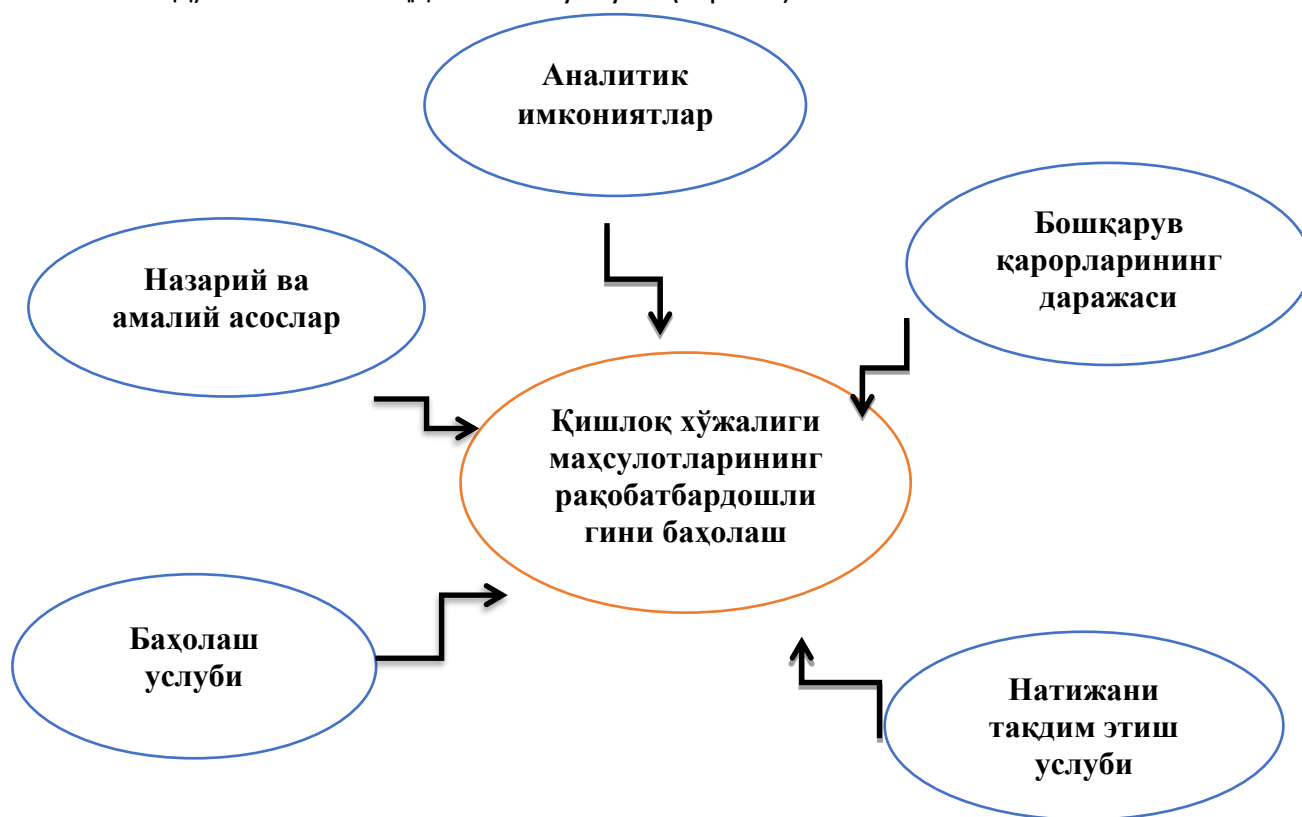 Аналитик
имкониятлар
Бошқарув
қарорларининг
даражаси
Назарий ва
амалий асослар
Қишлоқ хўжалиги
маҳсулотларининг
рақобатбардошли
гини баҳолаш
Баҳолаш
услуби
Натижани
тақдим этиш
услуби